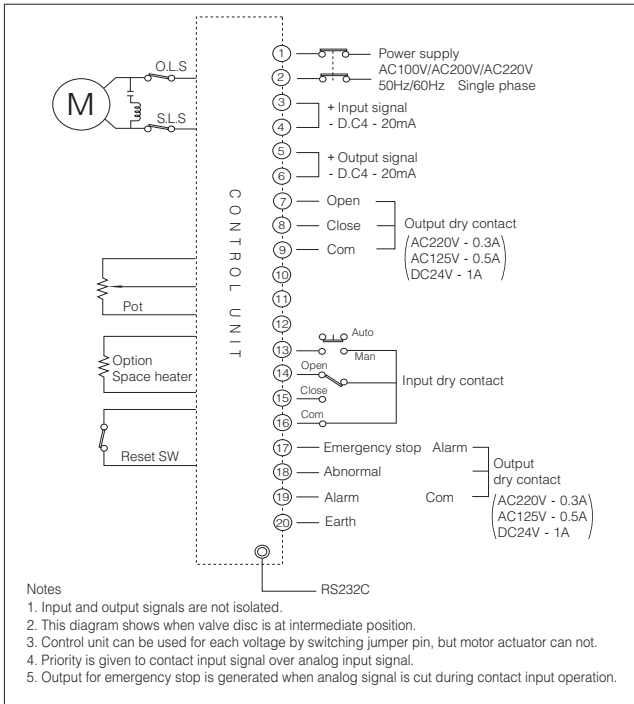 O.L.S
M
S.L.S
Pot
Option
Space heater
Reset SW
CONTROL UNIT
1 Power supply
AC100V/AC200V/AC220V
2 50Hz/60Hz Single phase
3 + Input signal
4 - D.C4 - 20mA
5 + Output signal
6 - D.C4 - 20mA
7 Open
8 Close
9 Com
Output dry contact
(AC220V - 0.3A
AC125V - 0.5A
DC24V - 1A)
10
11
12
13 Auto
Man
14 Open
15 Close
16 Com
Input dry contact
17 Emergency stop Alarm
18 Abnormal
19 Alarm Com
20 Earth
Output
dry contact
(AC220V - 0.3A
AC125V - 0.5A
DC24V - 1A)
RS232C
Notes
1. Input and output signals are not isolated.
2. This diagram shows when valve disc is at intermediate position.
3. Control unit can be used for each voltage by switching jumper pin, but motor actuator can not.
4. Priority is given to contact input signal over analog input signal.
5. Output for emergency stop is generated when analog signal is cut during contact input operation.